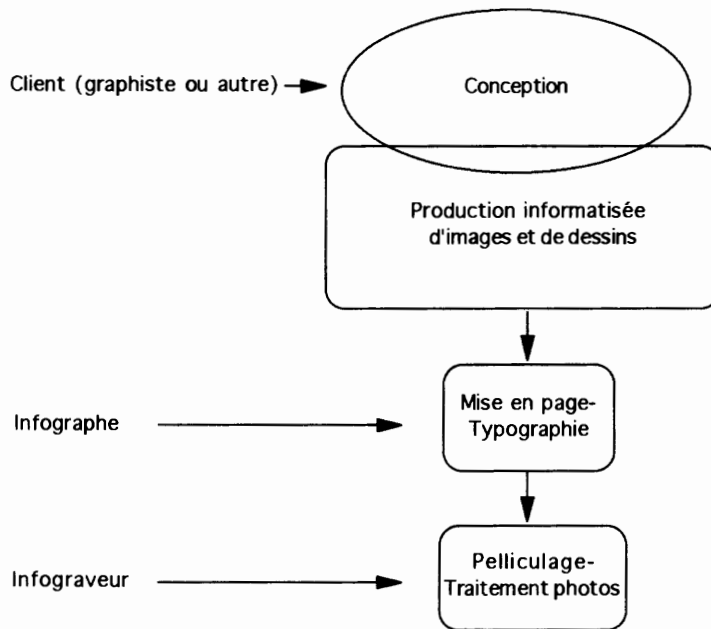 Client (graphiste ou autre)
Conception
Production informatisée
d'images et de dessins
Infographe
Mise en page-
Typographie
Infograveur
Pelliculage-
Traitement photos